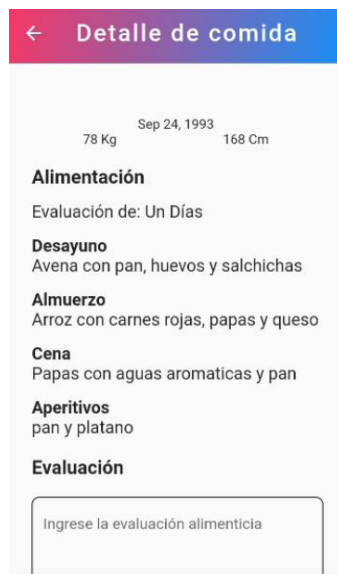 Detalle de comida
Sep 24, 1993
78 Kg 168 Cm
Alimentación
Evaluación de: Un Días
Desayuno
Avena con pan, huevos y salchichas
Almuerzo
Arroz con carnes rojas, papas y queso
Cena
Papas con aguas aromaticas y pan
Aperitivos
pan y platano
Evaluación
Ingrese la evaluación alimenticia